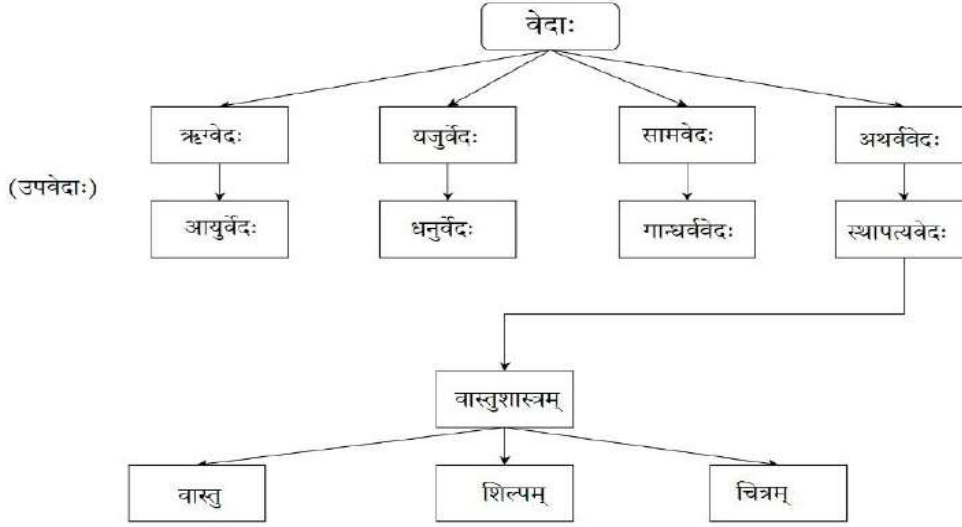 वेदाः
ऋग्वेदः यजुर्वेदः सामवेदः अथर्ववेदः
(उपवेदाः)
आयुर्वेदः धनुर्वेदः गान्धर्ववेदः स्थापत्यवेदः
वास्तुशास्त्रम्
वास्तु शिल्पम् चित्रम्